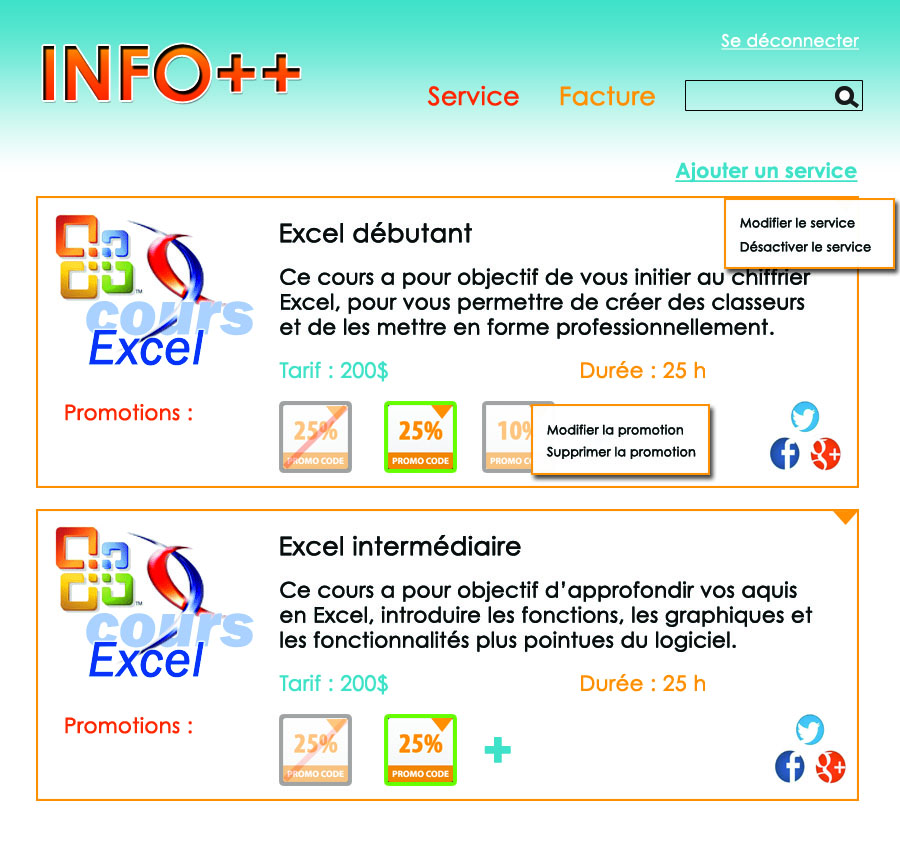 Se déconnecter
INFO++
Service
Facture
Ajouter un service
Modifier le service
Désactiver le service
Excel débutant
Ce cours a pour objectif de vous initier au chiffrier
Excel, pour vous permettre de créer des classeurs
et de les mettre en forme professionnellement.
cours
Excel
Tarif : 200$
Durée : 25 h
Promotions :
25%
PROMO CODE
25%
PROMO CODE
10%
PROMO
Modifier la promotion
Supprimer la promotion
Excel intermédiaire
Ce cours a pour objectif d’approfondir vos aquis
en Excel, introduire les fonctions, les graphiques et
les fonctionnalités plus pointues du logiciel.
cours
Excel
Tarif : 200$
Durée : 25 h
Promotions :
25%
PROMO CODE
25%
PROMO CODE